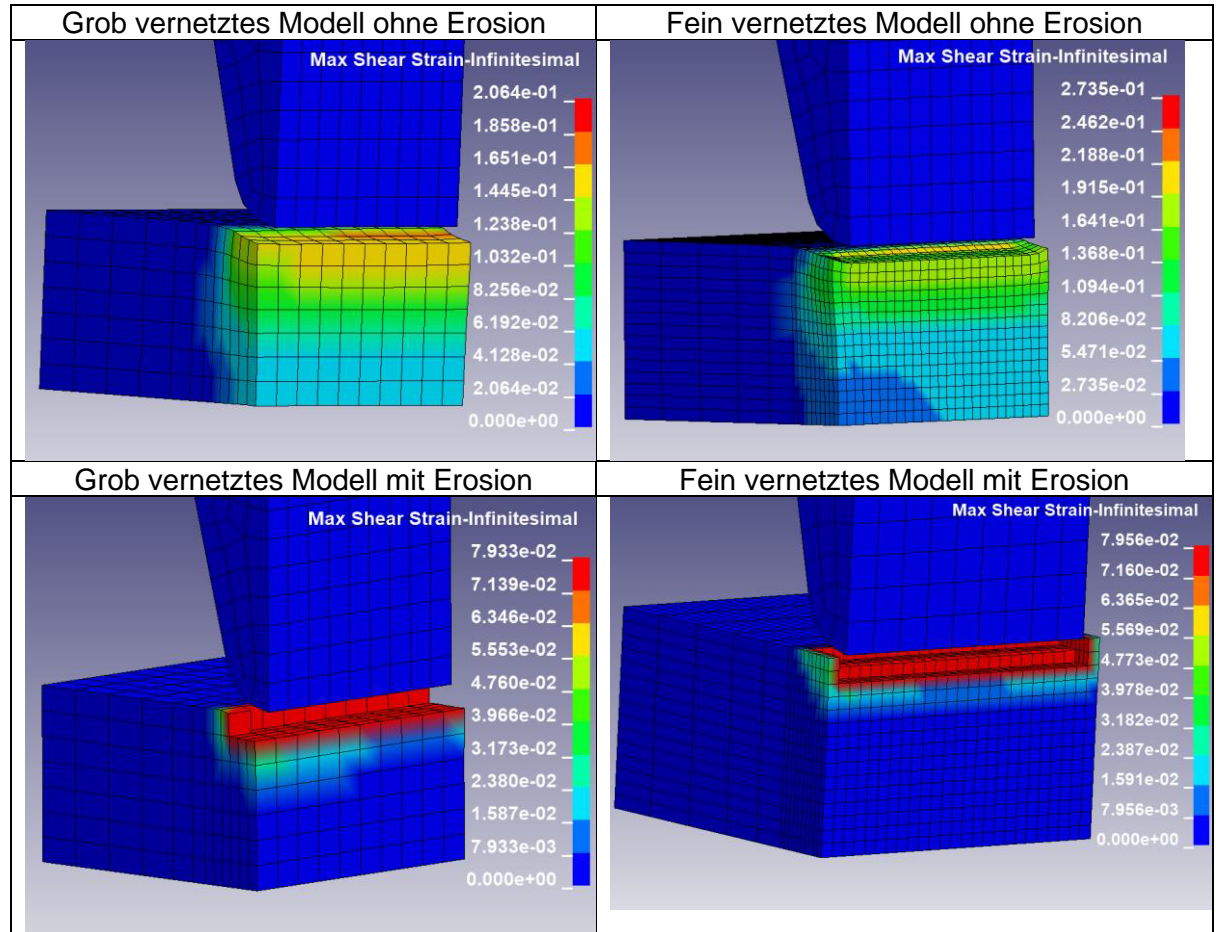 Grob vernetztes Modell ohne Erosion
Fein vernetztes Modell ohne Erosion
Max Shear Strain-Infinitesimal
2.064e-01
1.858e-01
1.651e-01
1.445e-01
1.238e-01
1.032e-01
8.256e-02
6.192e-02
4.128e-02
2.064e-02
0.000e+00
Max Shear Strain-Infinitesimal
2.735e-01
2.462e-01
2.188e-01
1.915e-01
1.641e-01
1.368e-01
1.094e-01
8.206e-02
5.471e-02
2.735e-02
0.000e+00
Grob vernetztes Modell mit Erosion
Fein vernetztes Modell mit Erosion
Max Shear Strain-Infinitesimal
7.933e-02
7.139e-02
6.346e-02
5.553e-02
4.760e-02
3.966e-02
3.173e-02
2.380e-02
1.587e-02
7.933e-03
0.000e+00
Max Shear Strain-Infinitesimal
7.956e-02
7.160e-02
6.365e-02
5.569e-02
4.773e-02
3.978e-02
3.182e-02
2.387e-02
1.591e-02
7.956e-03
0.000e+00